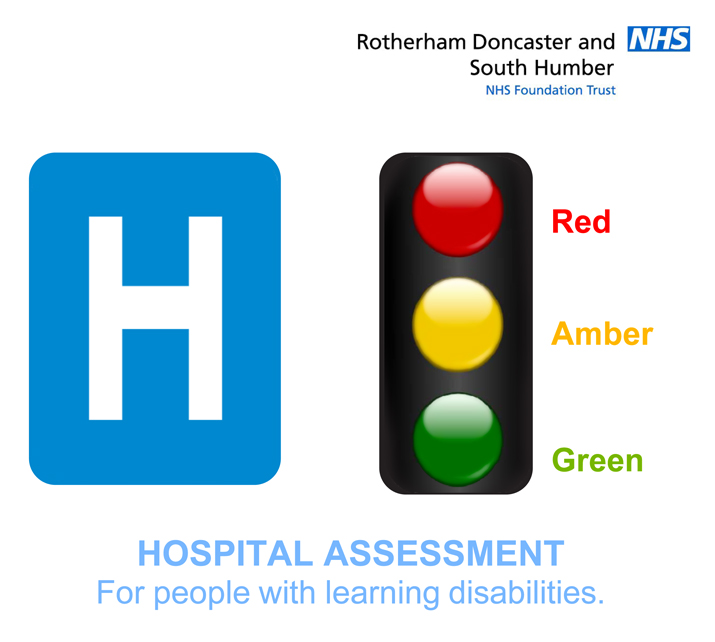 Rotherham Doncaster and NHS
South Humber
NHS Foundation Trust
H
Red
Amber
Green
HOSPITAL ASSESSMENT
For people with learning disabilities.